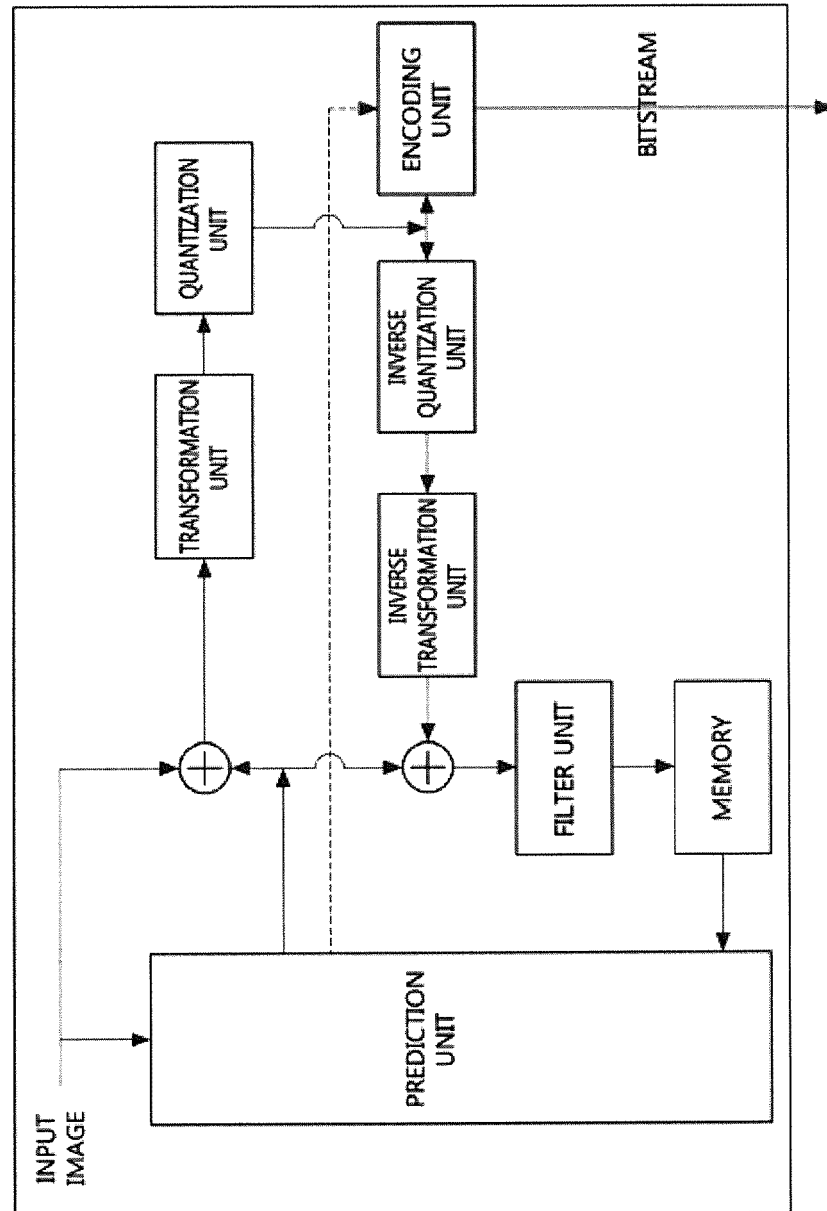 INPUT
IMAGE
PREDICTION
UNIT
TRANSFORMATION
UNIT
QUANTIZATION
UNIT
INVERSE
TRANSFORMATION
UNIT
INVERSE
QUANTIZATION
UNIT
ENCODING
UNIT
FILTER UNIT
MEMORY
BITSTREAM